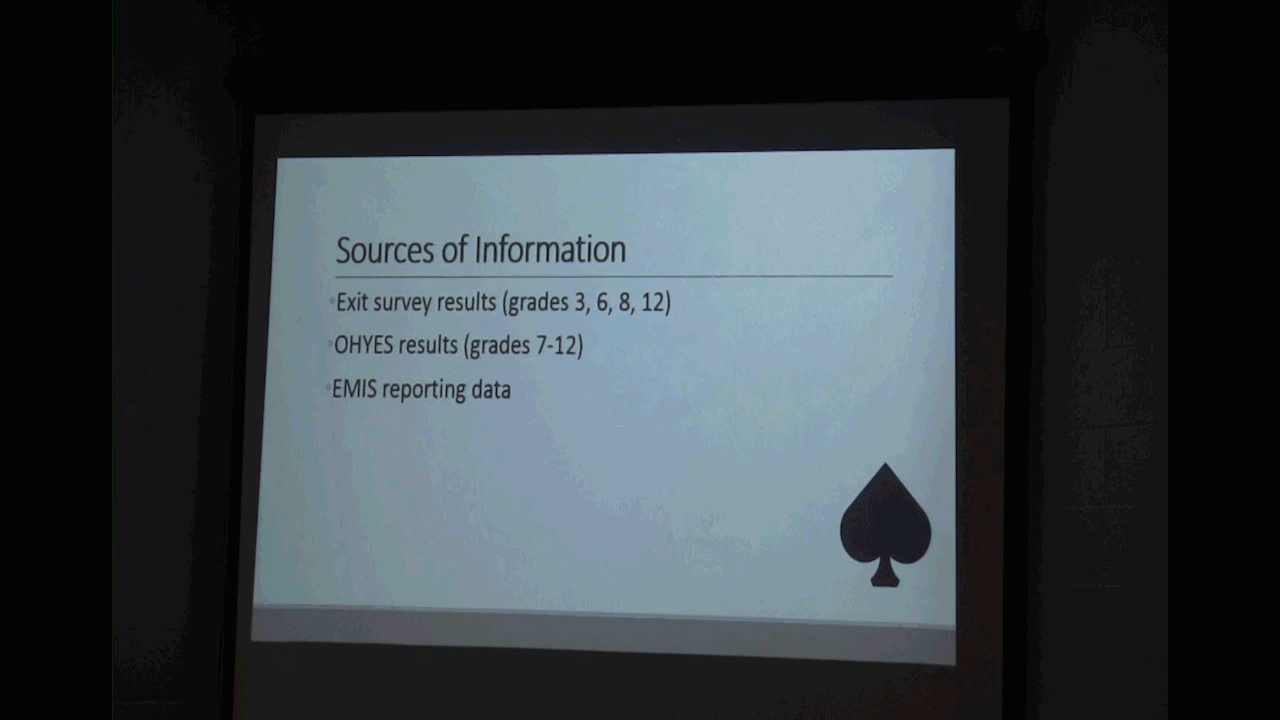 Sources of Information
•Exit survey results (grades 3, 6, 8, 12)
•OHYES results (grades 7-12)
•EMIS reporting data